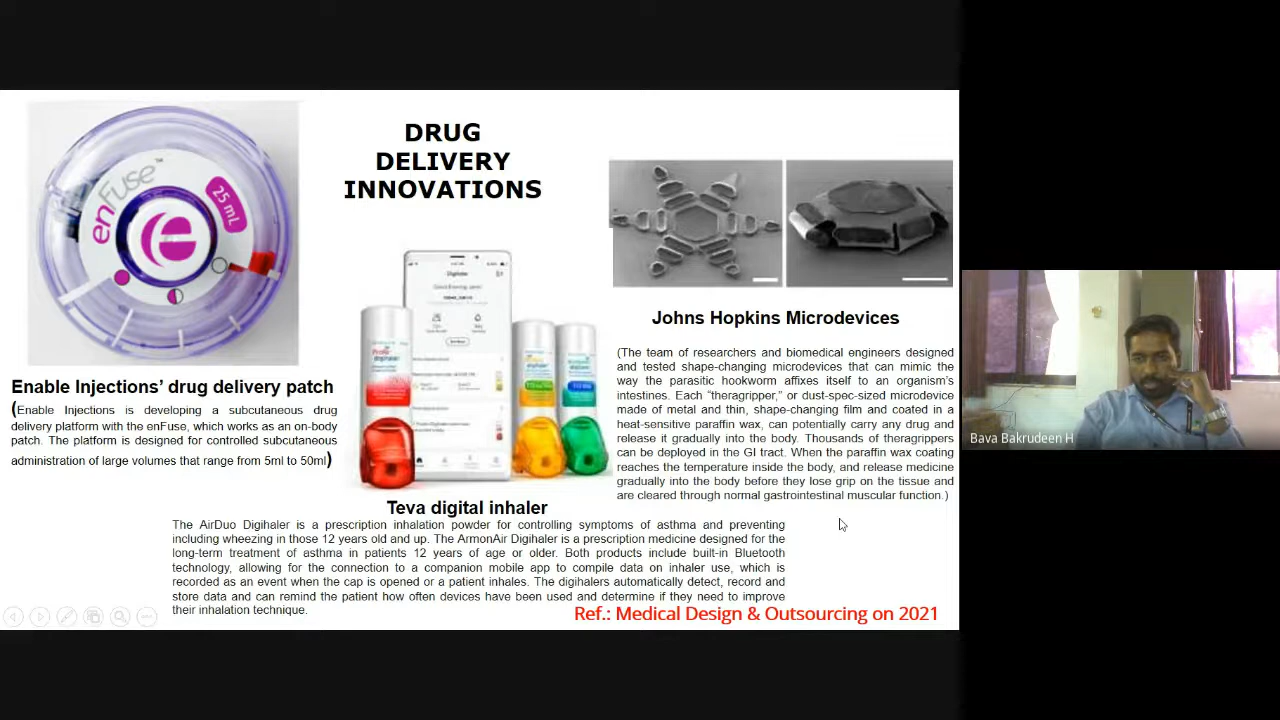 DRUG
DELIVERY
INNOVATIONS
enFuse™
25 mL
Enable Injections’ drug delivery patch
(Enable Injections is developing a subcutaneous drug
delivery platform with the enFuse, which works as an on-body
patch. The platform is designed for controlled subcutaneous
administration of large volumes that range from 5ml to 50ml)
Digihaler
Teva digital inhaler
The AirDuo Digihaler is a prescription inhalation powder for controlling symptoms of asthma and preventing
including wheezing in those 12 years old and up. The ArmonAir Digihaler is a prescription medicine designed for the
long-term treatment of asthma in patients 12 years of age or older. Both products include built-in Bluetooth
technology, allowing for the connection to a companion mobile app to compile data on inhaler use, which is
recorded as an event when the cap is opened or a patient inhales. The digihalers automatically detect, record and
store data and can remind the patient how often devices have been used and determine if they need to improve
their inhalation technique.
Johns Hopkins Microdevices
(The team of researchers and biomedical engineers designed
and tested shape-changing microdevices that can mimic the
way the parasitic hookworm affixes itself to an organism’s
intestines. Each “theragripper,” or dust-spec-sized microdevice
made of metal and thin, shape-changing film and coated in a
heat-sensitive paraffin wax, can potentially carry any drug and
release it gradually into the body. Thousands of theragrippers
can be deployed in the GI tract. When the paraffin wax coating
reaches the temperature inside the body, and release medicine
gradually into the body before they lose grip on the tissue and
are cleared through normal gastrointestinal muscular function.)
Ref.: Medical Design & Outsourcing on 2021
Bava Bakrudeen H